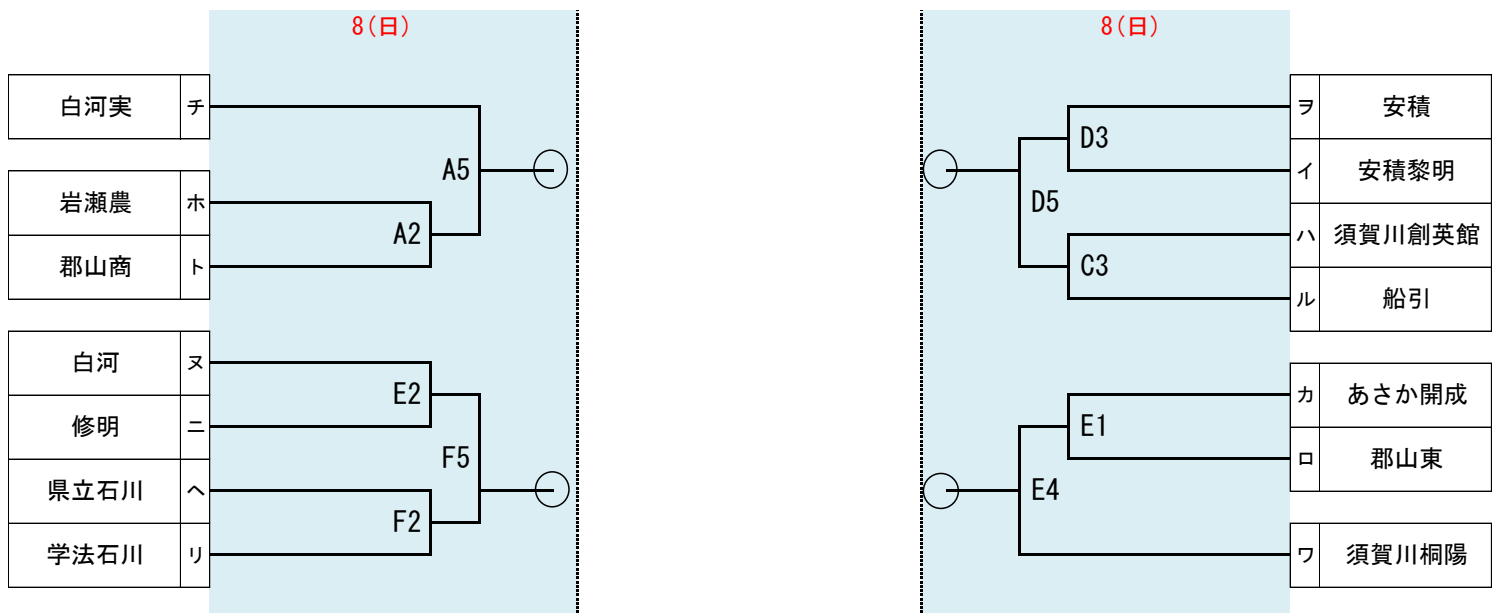 8(日)
8(日)
白河実 チ
A5
岩瀬農 ホ
A2
郡山商 ト
白河 ヌ
E2
修明 ニ
F5
県立石川 ヘ
F2
学法石川 リ
ヲ 安積
D3
イ 安積黎明
D5
ハ 須賀川創英館
C3
ル 船引
カ あさか開成
E1
ロ 郡山東
E4
ワ 須賀川桐陽